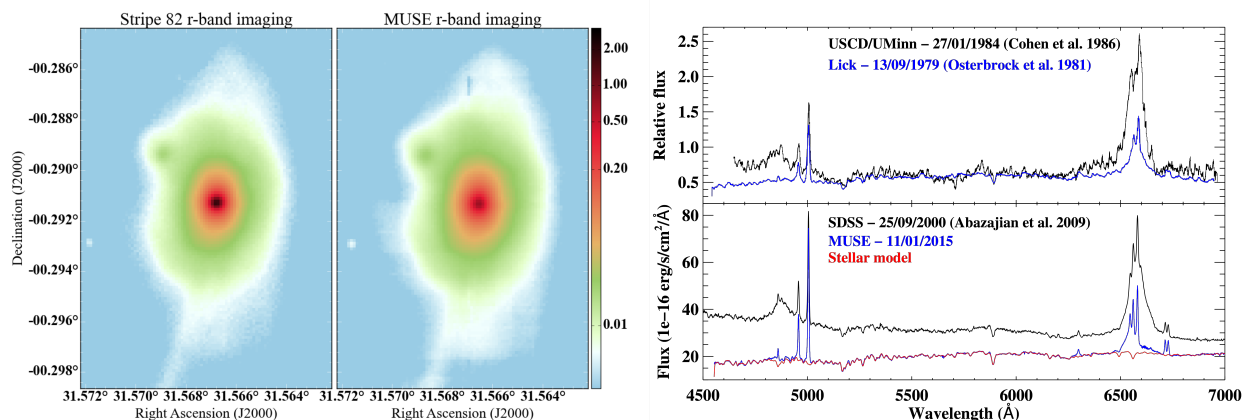 Stripe 82 r-band imaging
MUSE r-band imaging
Declination (J2000)
-00.286°
-00.288°
-00.290°
-00.292°
-00.294°
-00.296°
-00.298°
31.572° 31.570° 31.568° 31.566° 31.564°
31.572° 31.570° 31.568° 31.566° 31.564°
Right Ascension (J2000)
Right Ascension (J2000)
2.00
1.00
0.50
0.20
0.01
Relative flux
2.5
2.0
1.5
1.0
0.5
USCD/UMinn – 27/01/1984 (Cohen et al. 1986)
Lick – 13/09/1979 (Osterbrock et al. 1981)
Flux (1e−16 erg/s/cm²/Å)
80
60
40
20
SDSS – 25/09/2000 (Abazajian et al. 2009)
MUSE – 11/01/2015
Stellar model
4500 5000 5500 6000 6500 7000
Wavelength (Å)